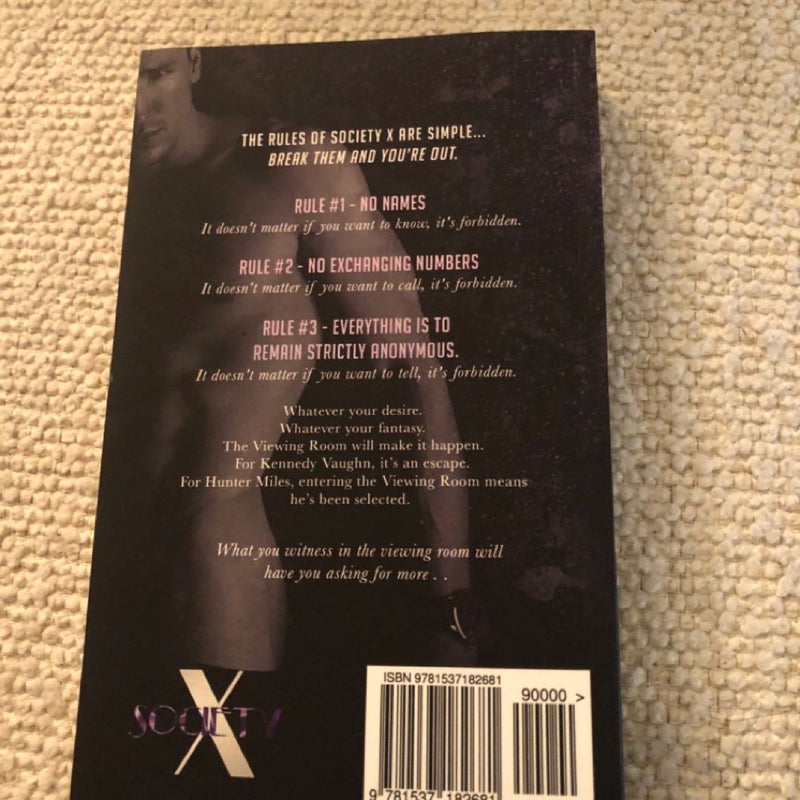 THE RULES OF SOCIETY X ARE SIMPLE...
BREAK THEM AND YOU'RE OUT.
RULE #1 - NO NAMES
It doesn't matter if you want to know, it's forbidden.
RULE #2 - NO EXCHANGING NUMBERS
It doesn't matter if you want to call, it's forbidden.
RULE #3 - EVERYTHING IS TO
REMAIN STRICTLY ANONYMOUS.
It doesn't matter if you want to tell, it's forbidden.
Whatever your desire.
Whatever your fantasy.
The Viewing Room will make it happen.
For Kennedy Vaughn, it's an escape.
For Hunter Miles, entering the Viewing Room means
he's been selected.
What you witness in the viewing room will
have you asking for more . .
SOCIETY
X
ISBN 9781537182681
90000 >
9 781537 182681